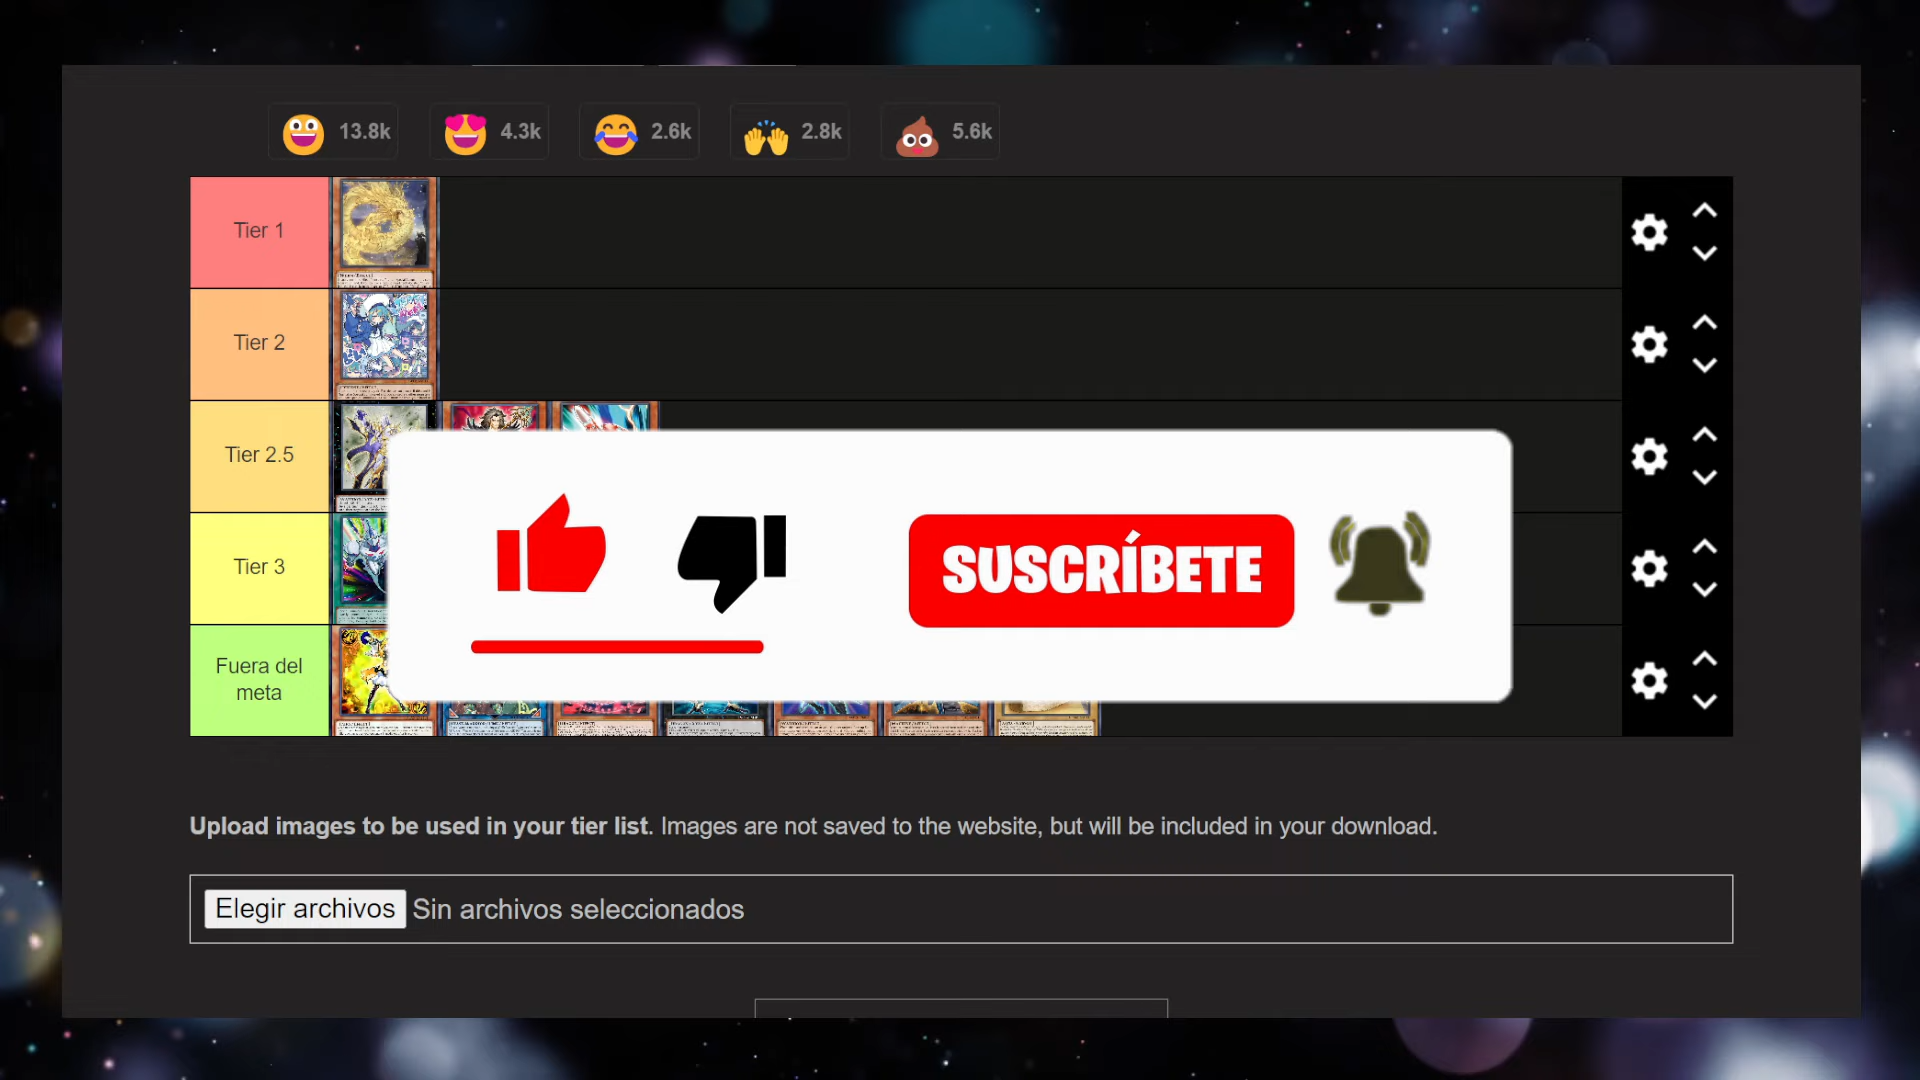 13.8k 4.3k 2.6k 2.8k 5.6k
Tier 1
Tier 2
Tier 2.5
Tier 3
Fuera del
meta
SUSCRÍBETE
Upload images to be used in your tier list. Images are not saved to the website, but will be included in your download.
Elegir archivos Sin archivos seleccionados